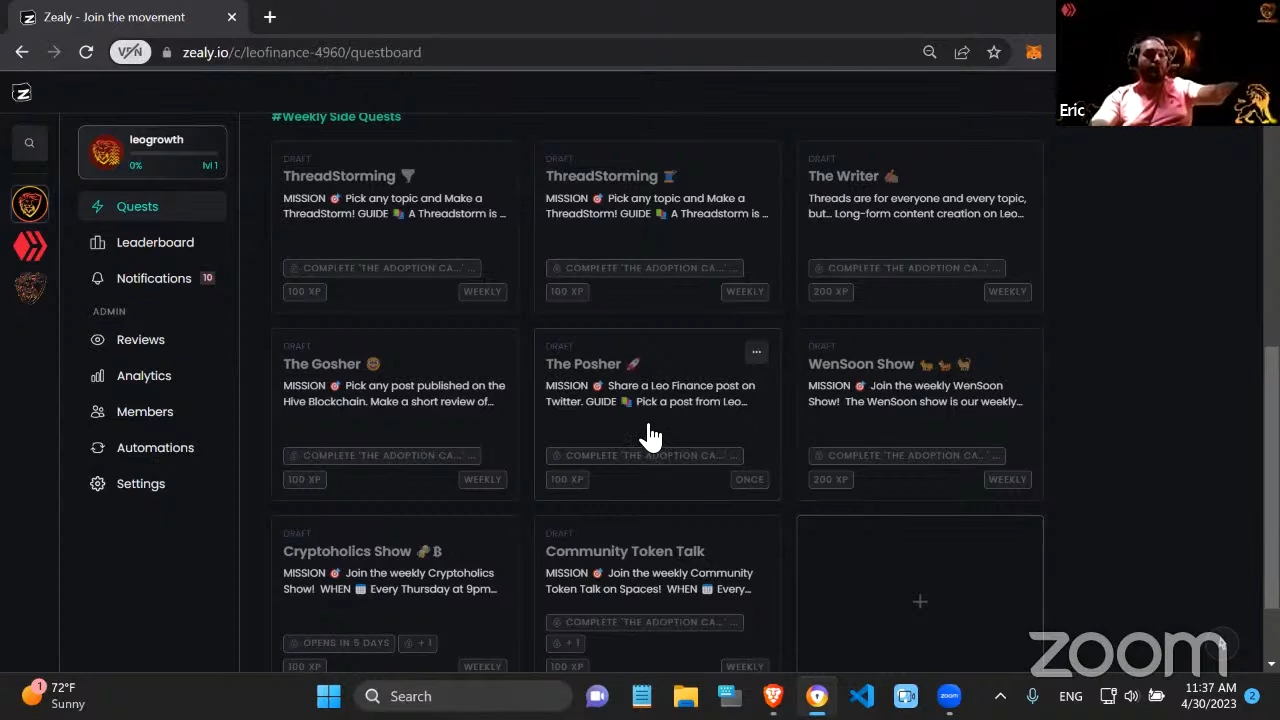 Zealy - Join the movement
VPN
zealy.io/c/leofinance-4960/questboard
Eric
leogrowth
0%
lvl 1
Quests
Leaderboard
Notifications
10
ADMIN
Reviews
Analytics
Members
Automations
Settings
#Weekly Side Quests
DRAFT
ThreadStorming
MISSION Pick any topic and Make a
ThreadStorm! GUIDE A Threadstorm is ...
COMPLETE 'THE ADOPTION CA...' ...
100 XP
WEEKLY
DRAFT
ThreadStorming
MISSION Pick any topic and Make a
ThreadStorm! GUIDE A Threadstorm is ...
COMPLETE 'THE ADOPTION CA...' ...
100 XP
WEEKLY
DRAFT
The Writer
Threads are for everyone and every topic,
but... Long-form content creation on Leo...
COMPLETE 'THE ADOPTION CA...' ...
200 XP
WEEKLY
DRAFT
The Gosher
MISSION Pick any post published on the
Hive Blockchain. Make a short review of...
COMPLETE 'THE ADOPTION CA...' ...
100 XP
WEEKLY
DRAFT
The Posher
MISSION Share a Leo Finance post on
Twitter. GUIDE Pick a post from Leo...
COMPLETE 'THE ADOPTION CA...' ...
100 XP
ONCE
DRAFT
WenSoon Show
MISSION Join the weekly WenSoon
Show! The WenSoon show is our weekly...
COMPLETE 'THE ADOPTION CA...' ...
200 XP
WEEKLY
DRAFT
Cryptoholics Show
MISSION Join the weekly Cryptoholics
Show! WHEN Every Thursday at 9pm...
OPENS IN 5 DAYS
+ 1
100 XP
WEEKLY
DRAFT
Community Token Talk
MISSION Join the weekly Community
Token Talk on Spaces! WHEN Every...
COMPLETE 'THE ADOPTION CA...' ...
+ 1
100 XP
WEEKLY
zoom
1
72°F
Sunny
Search
zoom
ENG
11:37 AM
4/30/2023
2